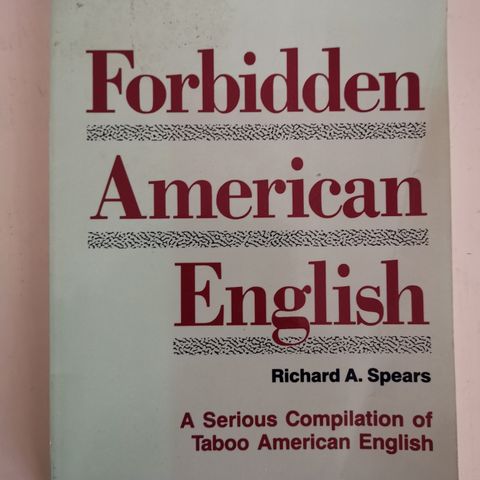 Forbidden
American
English
Richard A. Spears
A Serious Compilation of
Taboo American English